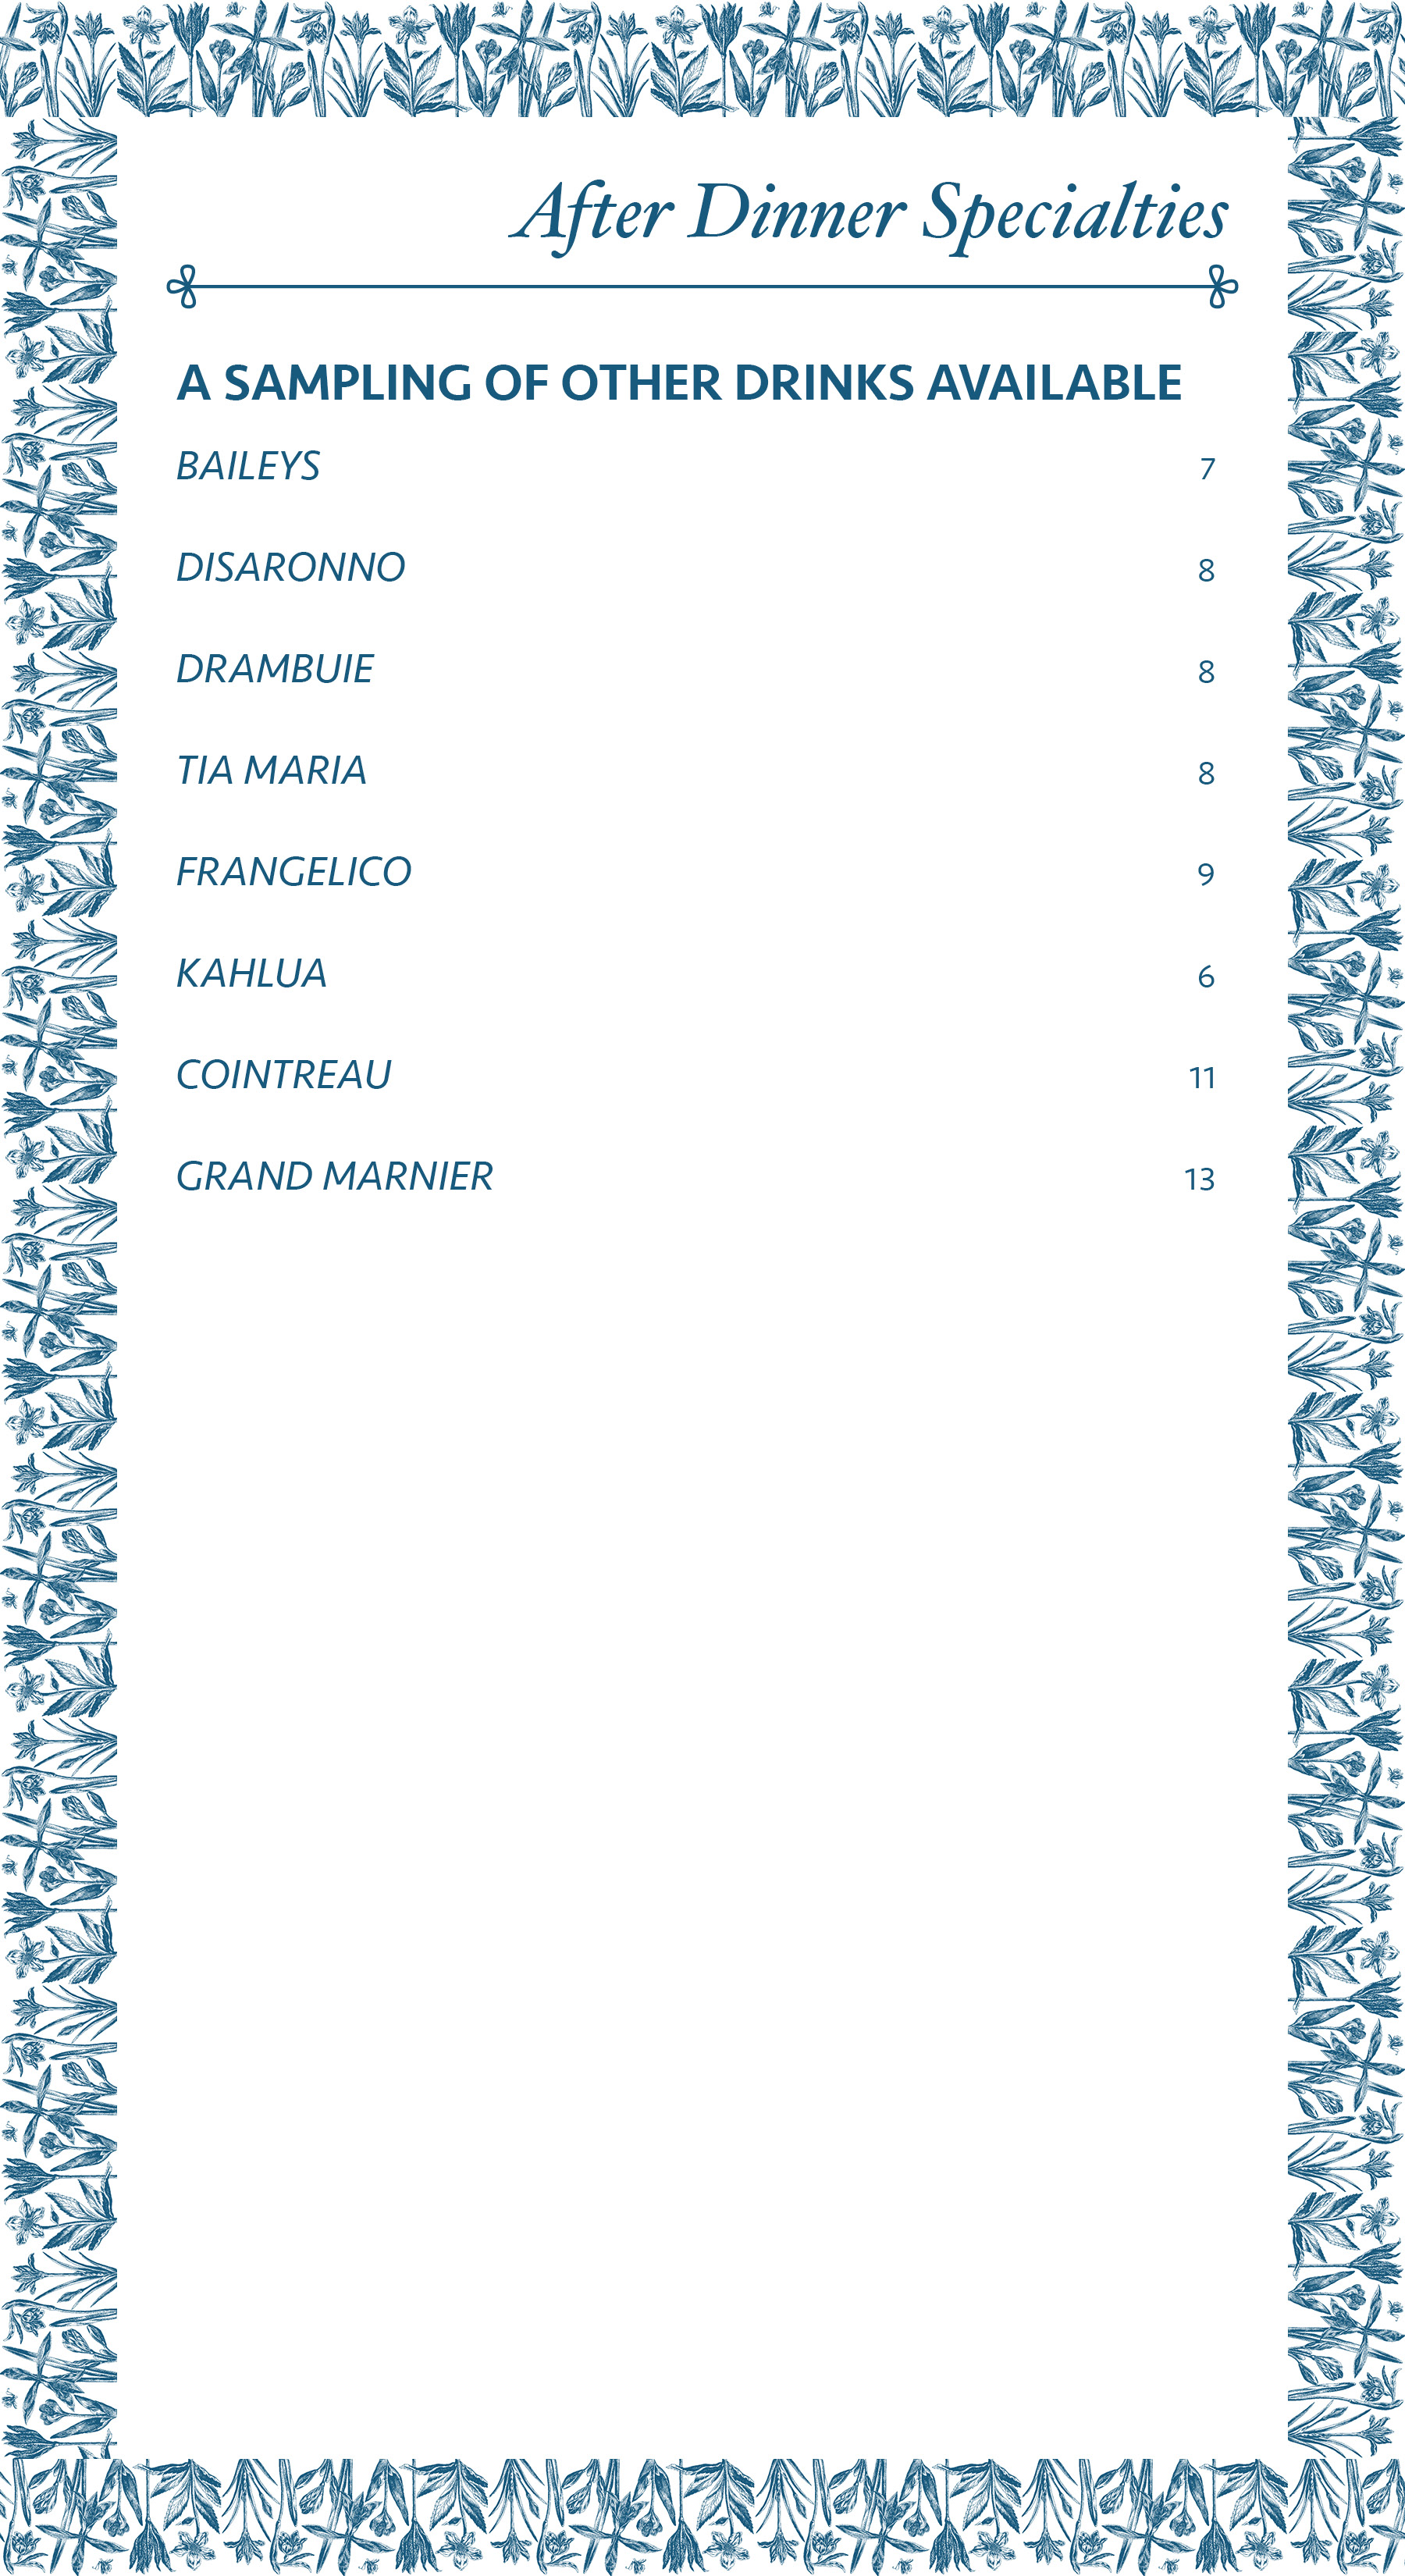 After Dinner Specialties
A SAMPLING OF OTHER DRINKS AVAILABLE
BAILEYS 7
DISARONNO 8
DRAMBUIE 8
TIA MARIA 8
FRANGELICO 9
KAHLUA 6
COINTREAU 11
GRAND MARNIER 13